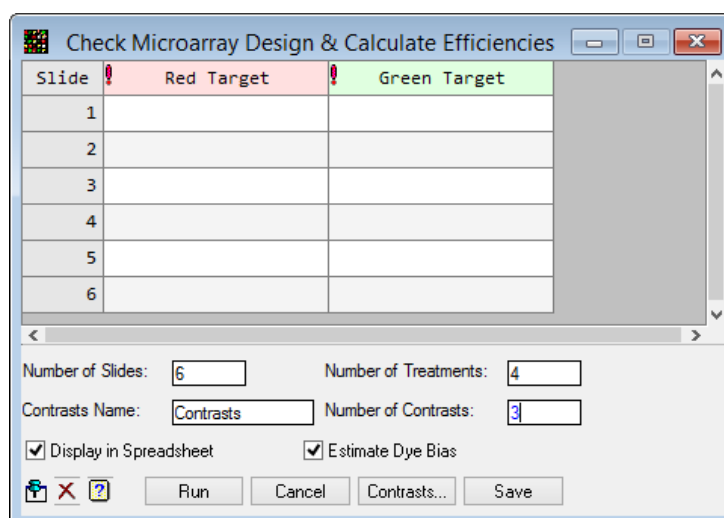 Check Microarray Design & Calculate Efficiencies
Slide ! Red Target ! Green Target
1
2
3
4
5
6
Number of Slides: 6 Number of Treatments: 4
Contrasts Name: Contrasts Number of Contrasts: 3
Display in Spreadsheet Estimate Dye Bias
? Run Cancel Contrasts... Save